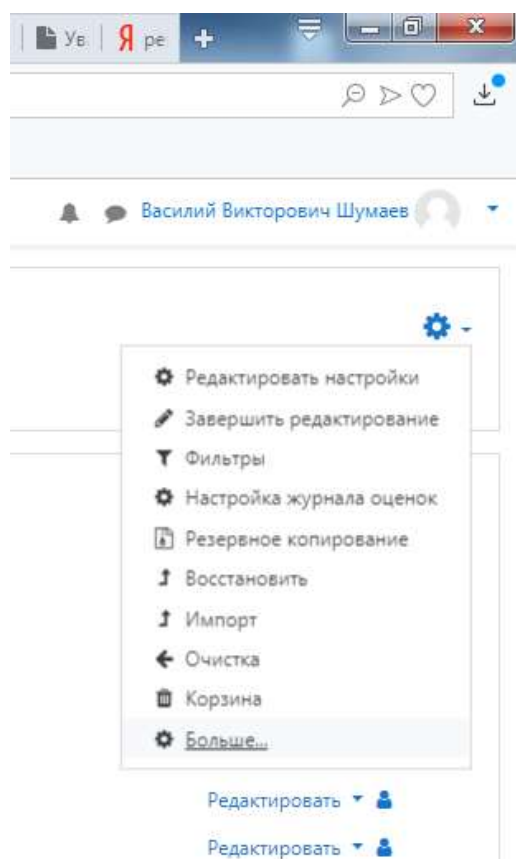 Ув Я ре
Василий Викторович Шумаев
Редактировать настройки
Завершить редактирование
Фильтры
Настройка журнала оценок
Резервное копирование
Восстановить
Импорт
Очистка
Корзина
Больше...
Редактировать
Редактировать